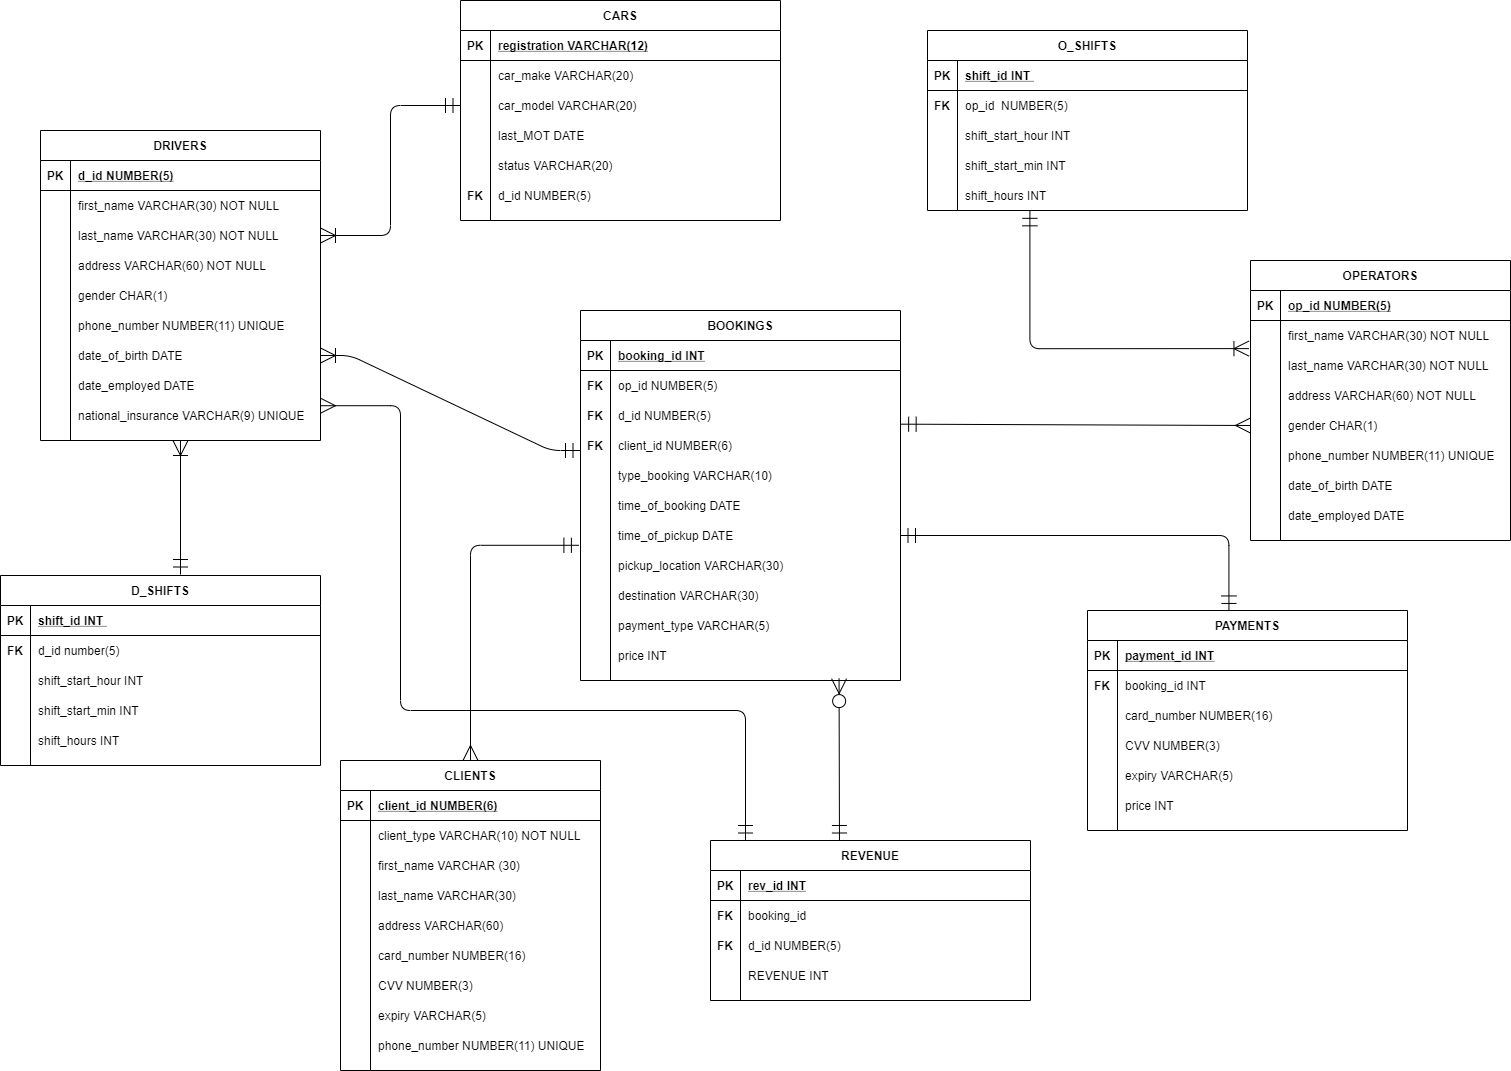 CARS
PK registration VARCHAR(12)
car_make VARCHAR(20)
car_model VARCHAR(20)
last_MOT DATE
status VARCHAR(20)
FK d_id NUMBER(5)
O_SHIFTS
PK shift_id INT
FK op_id NUMBER(5)
shift_start_hour INT
shift_start_min INT
shift_hours INT
DRIVERS
PK d_id NUMBER(5)
first_name VARCHAR(30) NOT NULL
last_name VARCHAR(30) NOT NULL
address VARCHAR(60) NOT NULL
gender CHAR(1)
phone_number NUMBER(11) UNIQUE
date_of_birth DATE
date_employed DATE
national_insurance VARCHAR(9) UNIQUE
OPERATORS
PK op_id NUMBER(5)
first_name VARCHAR(30) NOT NULL
last_name VARCHAR(30) NOT NULL
address VARCHAR(60) NOT NULL
gender CHAR(1)
phone_number NUMBER(11) UNIQUE
date_of_birth DATE
date_employed DATE
BOOKINGS
PK booking_id INT
FK op_id NUMBER(5)
FK d_id NUMBER(5)
FK client_id NUMBER(6)
type_booking VARCHAR(10)
time_of_booking DATE
time_of_pickup DATE
pickup_location VARCHAR(30)
destination VARCHAR(30)
payment_type VARCHAR(5)
price INT
D_SHIFTS
PK shift_id INT
FK d_id number(5)
shift_start_hour INT
shift_start_min INT
shift_hours INT
PAYMENTS
PK payment_id INT
FK booking_id INT
card_number NUMBER(16)
CVV NUMBER(3)
expiry VARCHAR(5)
price INT
CLIENTS
PK client_id NUMBER(6)
client_type VARCHAR(10) NOT NULL
first_name VARCHAR (30)
last_name VARCHAR(30)
address VARCHAR(60)
card_number NUMBER(16)
CVV NUMBER(3)
expiry VARCHAR(5)
phone_number NUMBER(11) UNIQUE
REVENUE
PK rev_id INT
FK booking_id
FK d_id NUMBER(5)
REVENUE INT